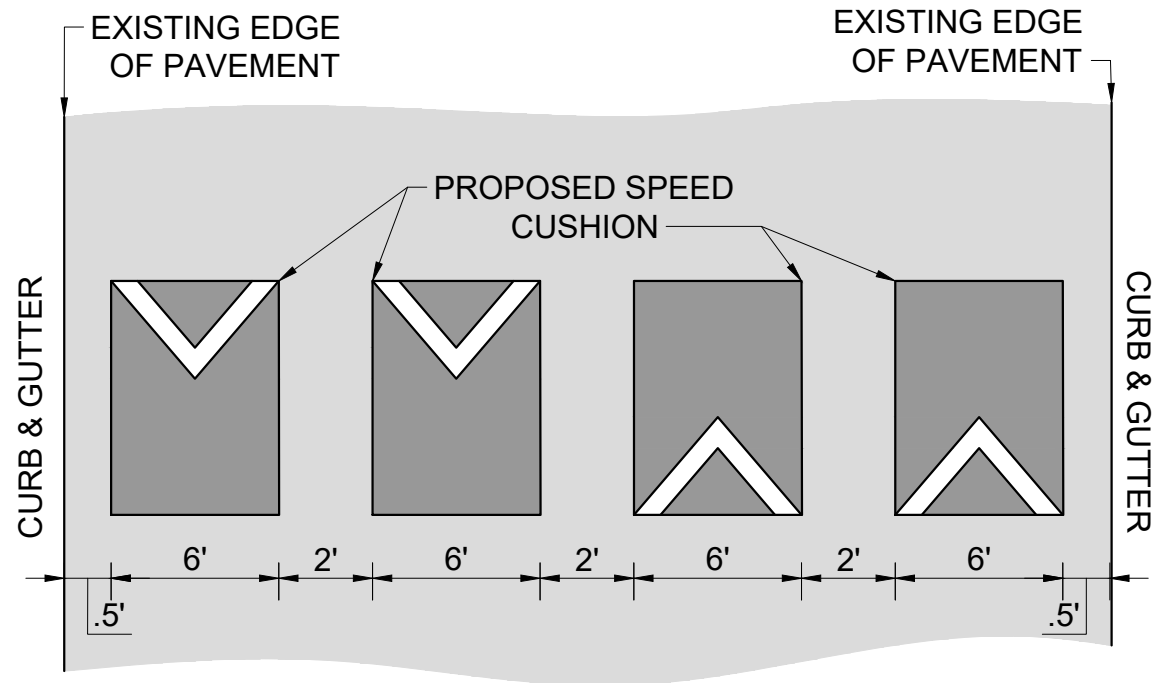 EXISTING EDGE
OF PAVEMENT
EXISTING EDGE
OF PAVEMENT
PROPOSED SPEED
CUSHION
CURB & GUTTER
CURB & GUTTER
6' 2' 6' 2' 6' 2' 6'
.5' .5'